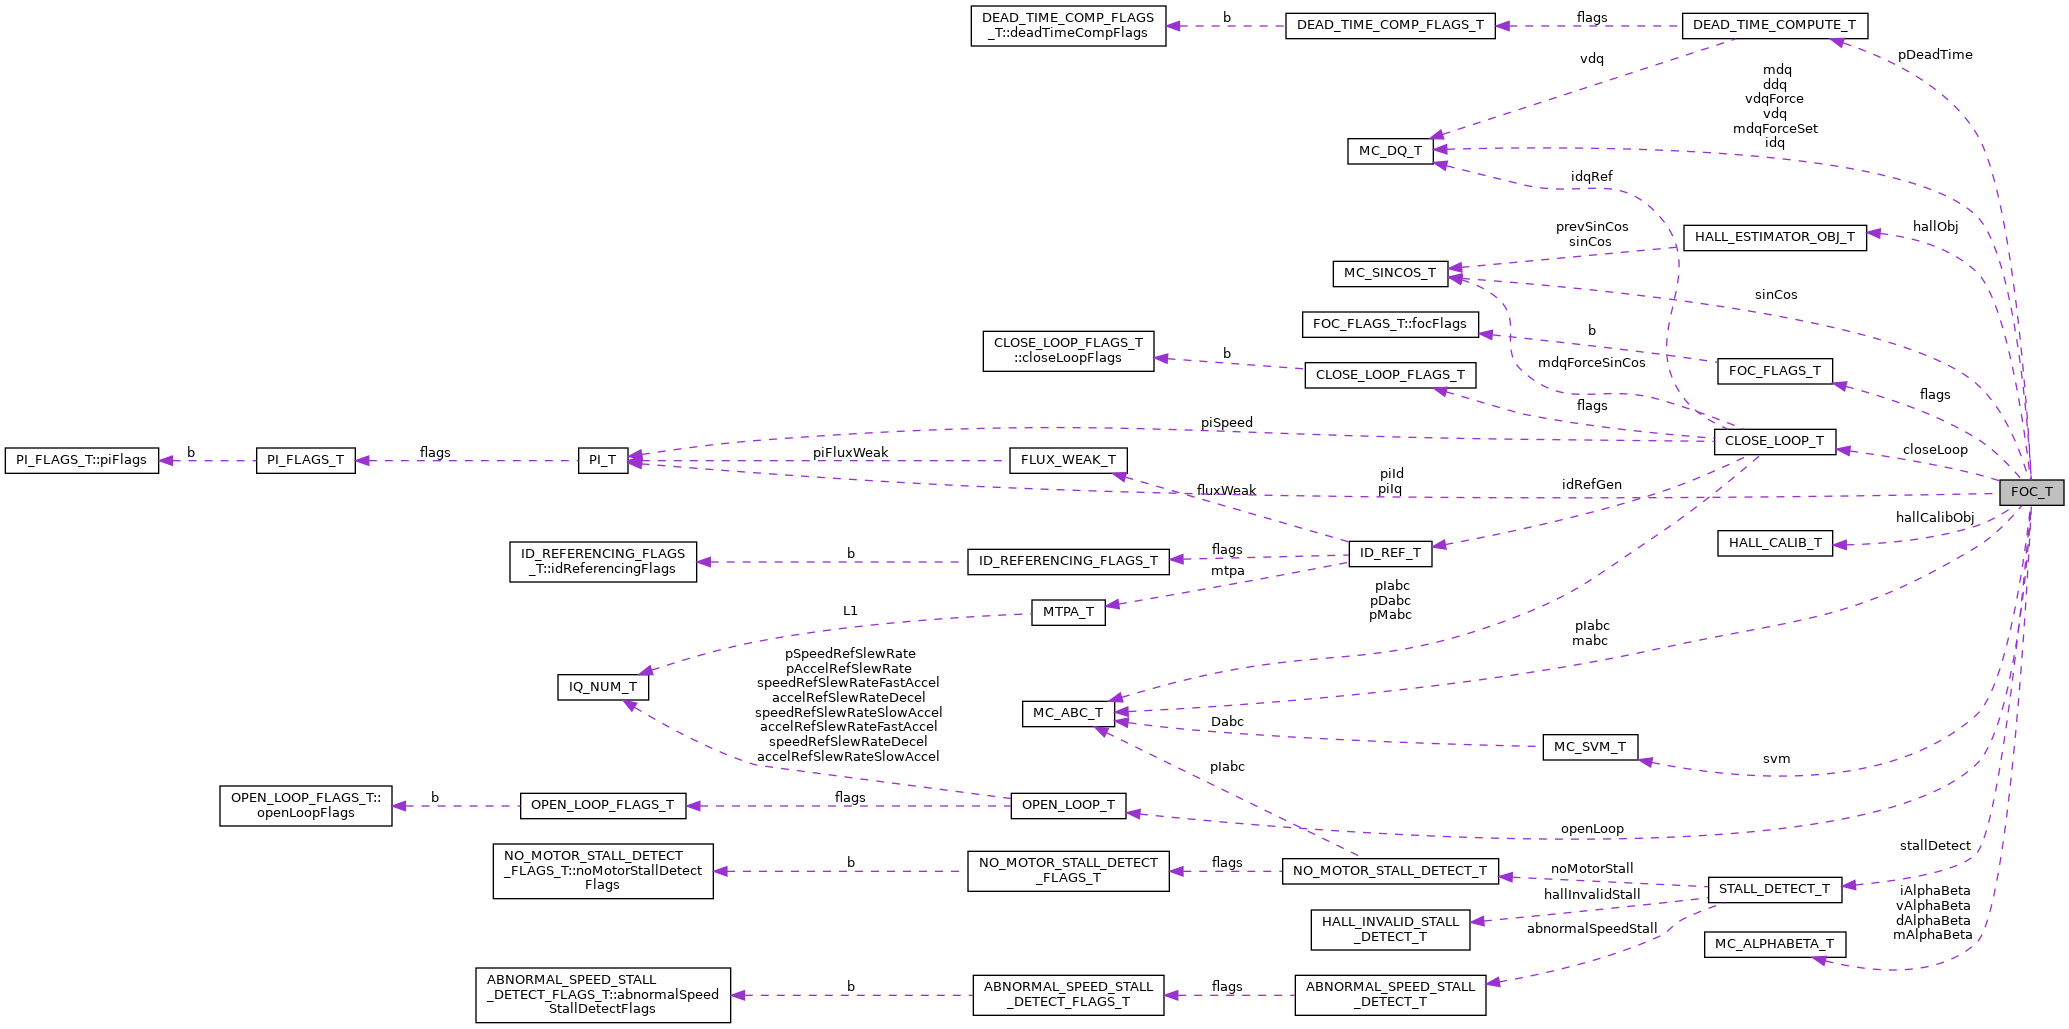 DEAD_TIME_COMP_FLAGS
_T::deadTimeCompFlags
b
DEAD_TIME_COMP_FLAGS_T
flags
DEAD_TIME_COMPUTE_T
pDeadTime
vdq
mdq
ddq
vdqForce
vdq
mdqForceSet
idq
MC_DQ_T
idqRef
prevSinCos
sinCos
HALL_ESTIMATOR_OBJ_T
hallObj
MC_SINCOS_T
sinCos
FOC_FLAGS_T::focFlags
b
FOC_FLAGS_T
flags
CLOSE_LOOP_FLAGS_T
::closeLoopFlags
b
CLOSE_LOOP_FLAGS_T
mdqForceSinCos
flags
piSpeed
CLOSE_LOOP_T
closeLoop
PI_FLAGS_T::piFlags
b
PI_FLAGS_T
flags
PI_T
piFluxWeak
FLUX_WEAK_T
fluxWeak
piId
piIq
idRefGen
FOC_T
hallCalibObj
HALL_CALIB_T
ID_REFERENCING_FLAGS
_T::idReferencingFlags
b
ID_REFERENCING_FLAGS_T
flags
mtpa
ID_REF_T
pIabc
pDabc
pMabc
L1
MTPA_T
pIabc
mabc
pSpeedRefSlewRate
pAccelRefSlewRate
speedRefSlewRateFastAccel
accelRefSlewRateDecel
speedRefSlewRateSlowAccel
accelRefSlewRateFastAccel
speedRefSlewRateDecel
accelRefSlewRateSlowAccel
IQ_NUM_T
MC_ABC_T
Dabc
MC_SVM_T
svm
pIabc
OPEN_LOOP_FLAGS_T::
openLoopFlags
b
OPEN_LOOP_FLAGS_T
flags
OPEN_LOOP_T
openLoop
NO_MOTOR_STALL_DETECT
_FLAGS_T::noMotorStallDetect
Flags
b
NO_MOTOR_STALL_DETECT
_FLAGS_T
flags
NO_MOTOR_STALL_DETECT_T
noMotorStall
stallDetect
STALL_DETECT_T
hallInvalidStall
HALL_INVALID_STALL
_DETECT_T
abnormalSpeedStall
iAlphaBeta
vAlphaBeta
dAlphaBeta
mAlphaBeta
MC_ALPHABETA_T
ABNORMAL_SPEED_STALL
_DETECT_FLAGS_T::abnormalSpeed
StallDetectFlags
b
ABNORMAL_SPEED_STALL
_DETECT_FLAGS_T
flags
ABNORMAL_SPEED_STALL
_DETECT_T